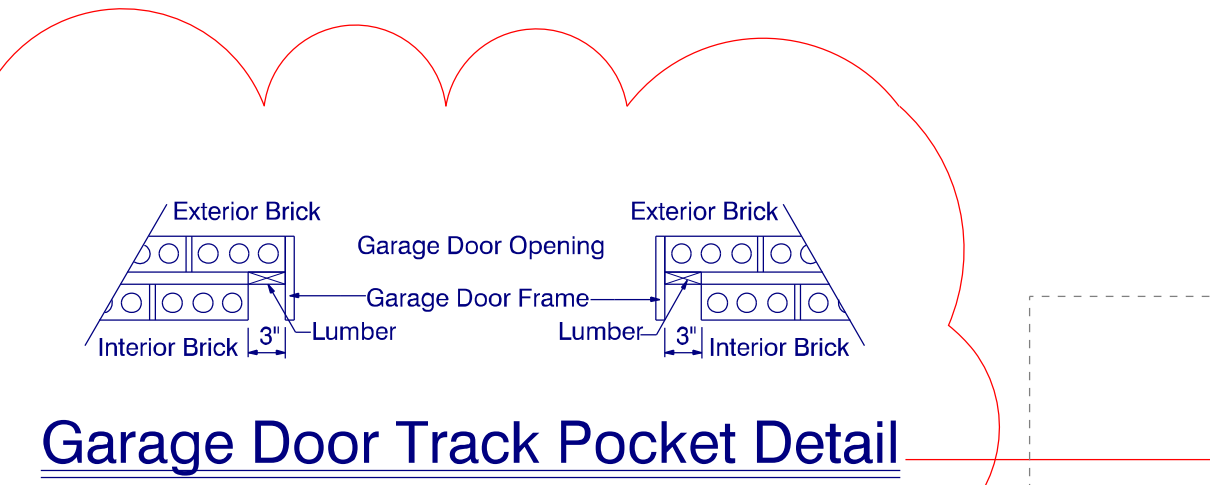 Exterior Brick
Exterior Brick
Garage Door Opening
Garage Door Frame
Lumber
Lumber
3"
3"
Interior Brick
Interior Brick
Garage Door Track Pocket Detail